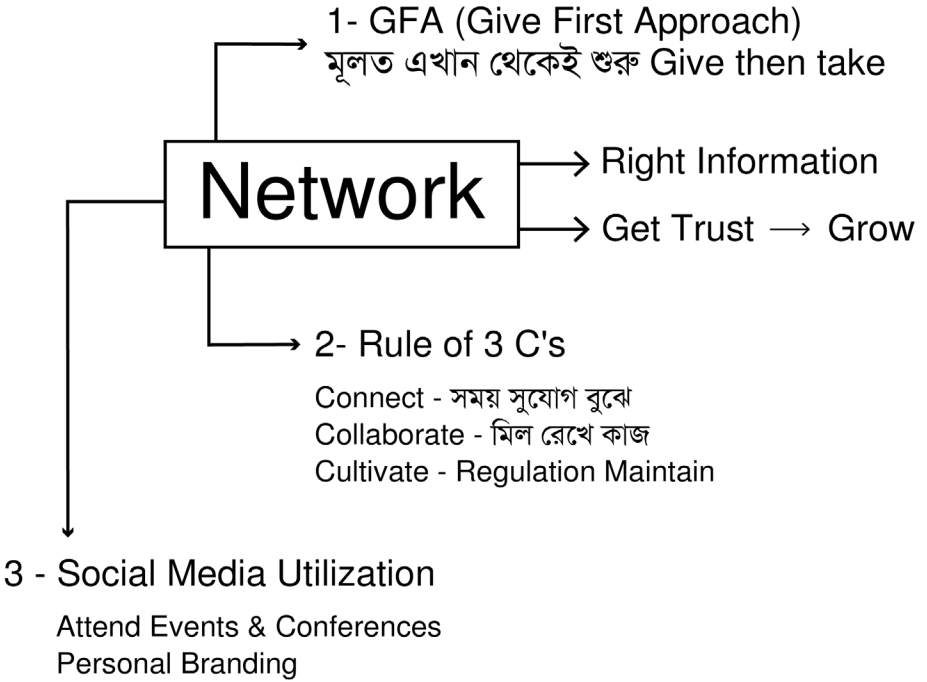 1- GFA (Give First Approach)
মূলত এখান থেকেই শুরু Give then take
Network
Right Information
Get Trust → Grow
2- Rule of 3 C's
Connect - সময় সুযোগ বুঝে
Collaborate - মিল রেখে কাজ
Cultivate - Regulation Maintain
3 - Social Media Utilization
Attend Events & Conferences
Personal Branding